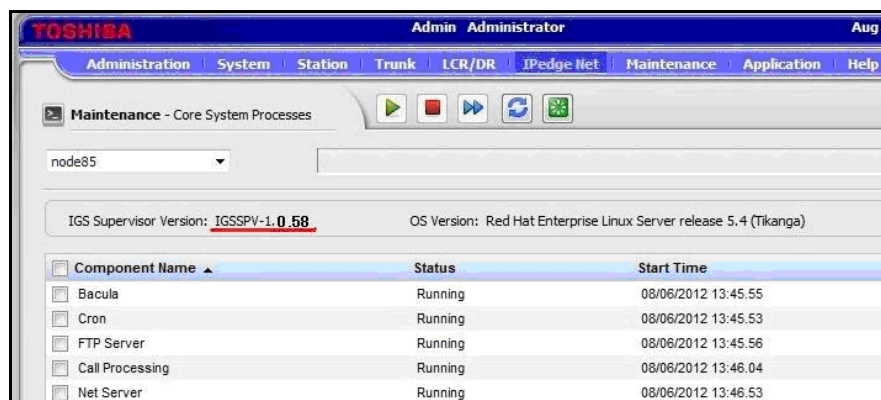 TOSHIBA Admin Administrator Aug
Administration System Station Trunk LCR/DR IPedge Net Maintenance Application Help
Maintenance - Core System Processes
node85
IGS Supervisor Version: IGSSPV-1.0.58 OS Version: Red Hat Enterprise Linux Server release 5.4 (Tikanga)
Component Name Status Start Time
Bacula Running 08/06/2012 13:45.55
Cron Running 08/06/2012 13:45.53
FTP Server Running 08/06/2012 13:45.56
Call Processing Running 08/06/2012 13:46.04
Net Server Running 08/06/2012 13:46.53